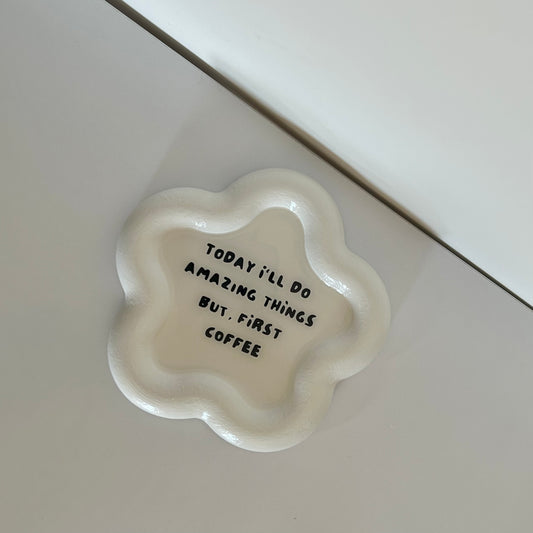 TODAY i'LL DO
AMAZING THiNGS
BUT, FiRST
COFFEE